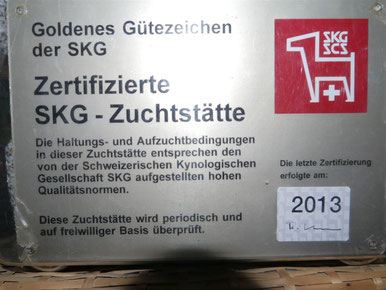 Goldenes Gütezeichen
der SKG
SKG
SCS
Zertifizierte
SKG - Zuchtstätte
Die Haltungs- und Aufzuchtbedingungen
in dieser Zuchtstätte entsprechen den
von der Schweizerischen Kynologischen
Gesellschaft SKG aufgestellten hohen
Qualitätsnormen.
Diese Zuchtstätte wird periodisch und
auf freiwilliger Basis überprüft.
Die letzte Zertifizierung
erfolgte am:
2013